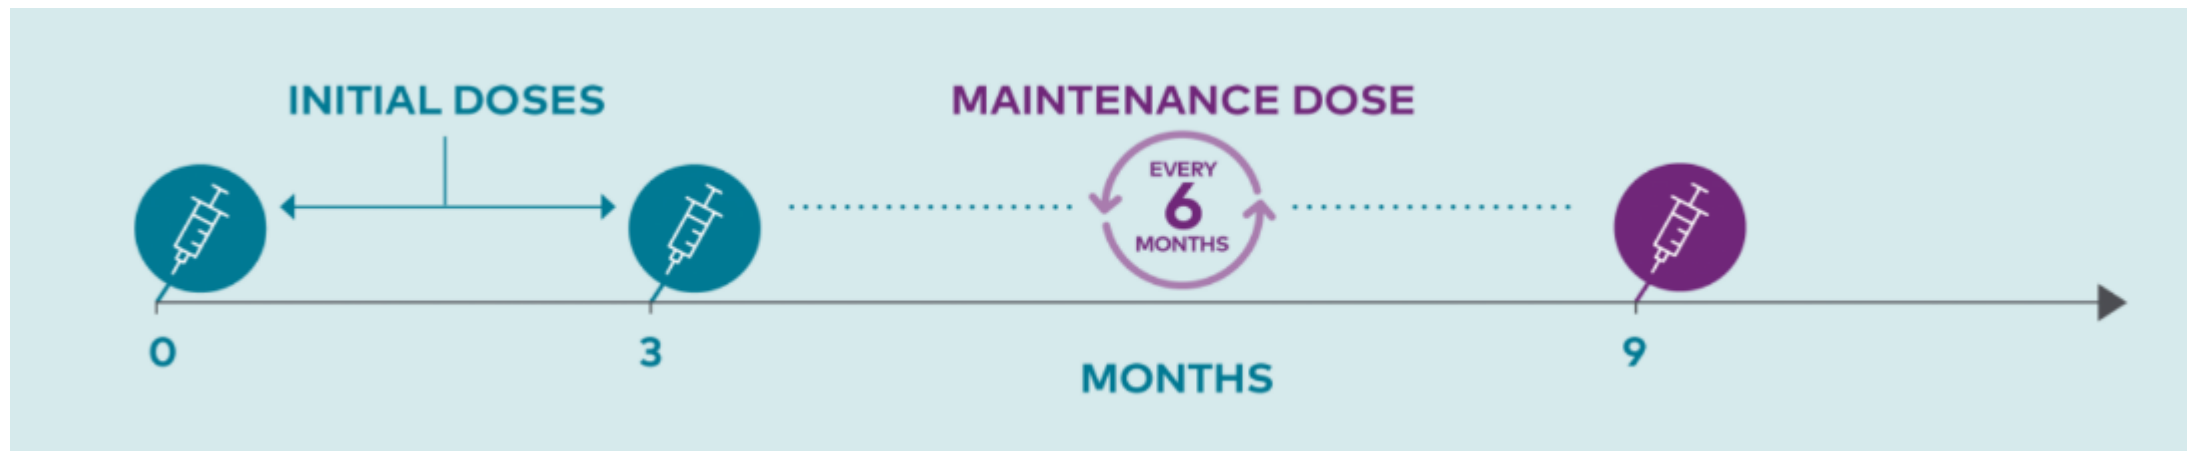 INITIAL DOSES
MAINTENANCE DOSE
EVERY
6
MONTHS
0
3
9
MONTHS